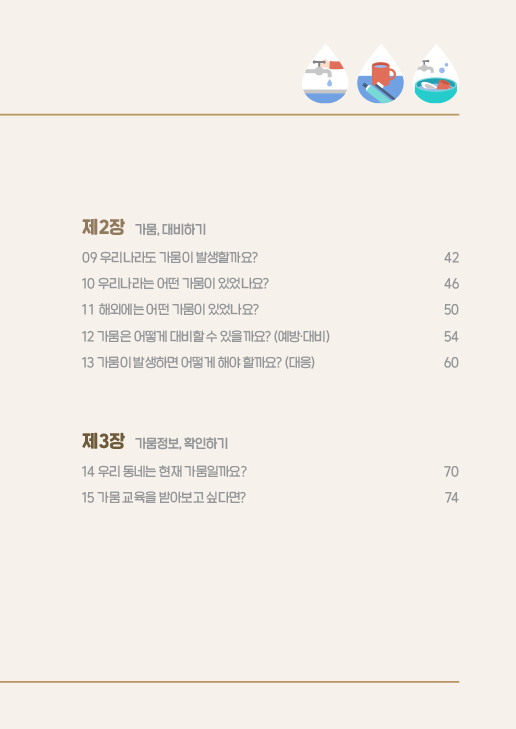 제2장 가뭄, 대비하기
09 우리나라도 가뭄이 발생할까요? 42
10 우리나라는 어떤 가뭄이 있었나요? 46
11 해외에는 어떤 가뭄이 있었나요? 50
12 가뭄은 어떻게 대비할 수 있을까요? (예방·대비) 54
13 가뭄이 발생하면 어떻게 해야 할까요? (대응) 60
제3장 가뭄정보, 확인하기
14 우리 동네는 현재 가뭄일까요? 70
15 가뭄 교육을 받아보고 싶다면? 74